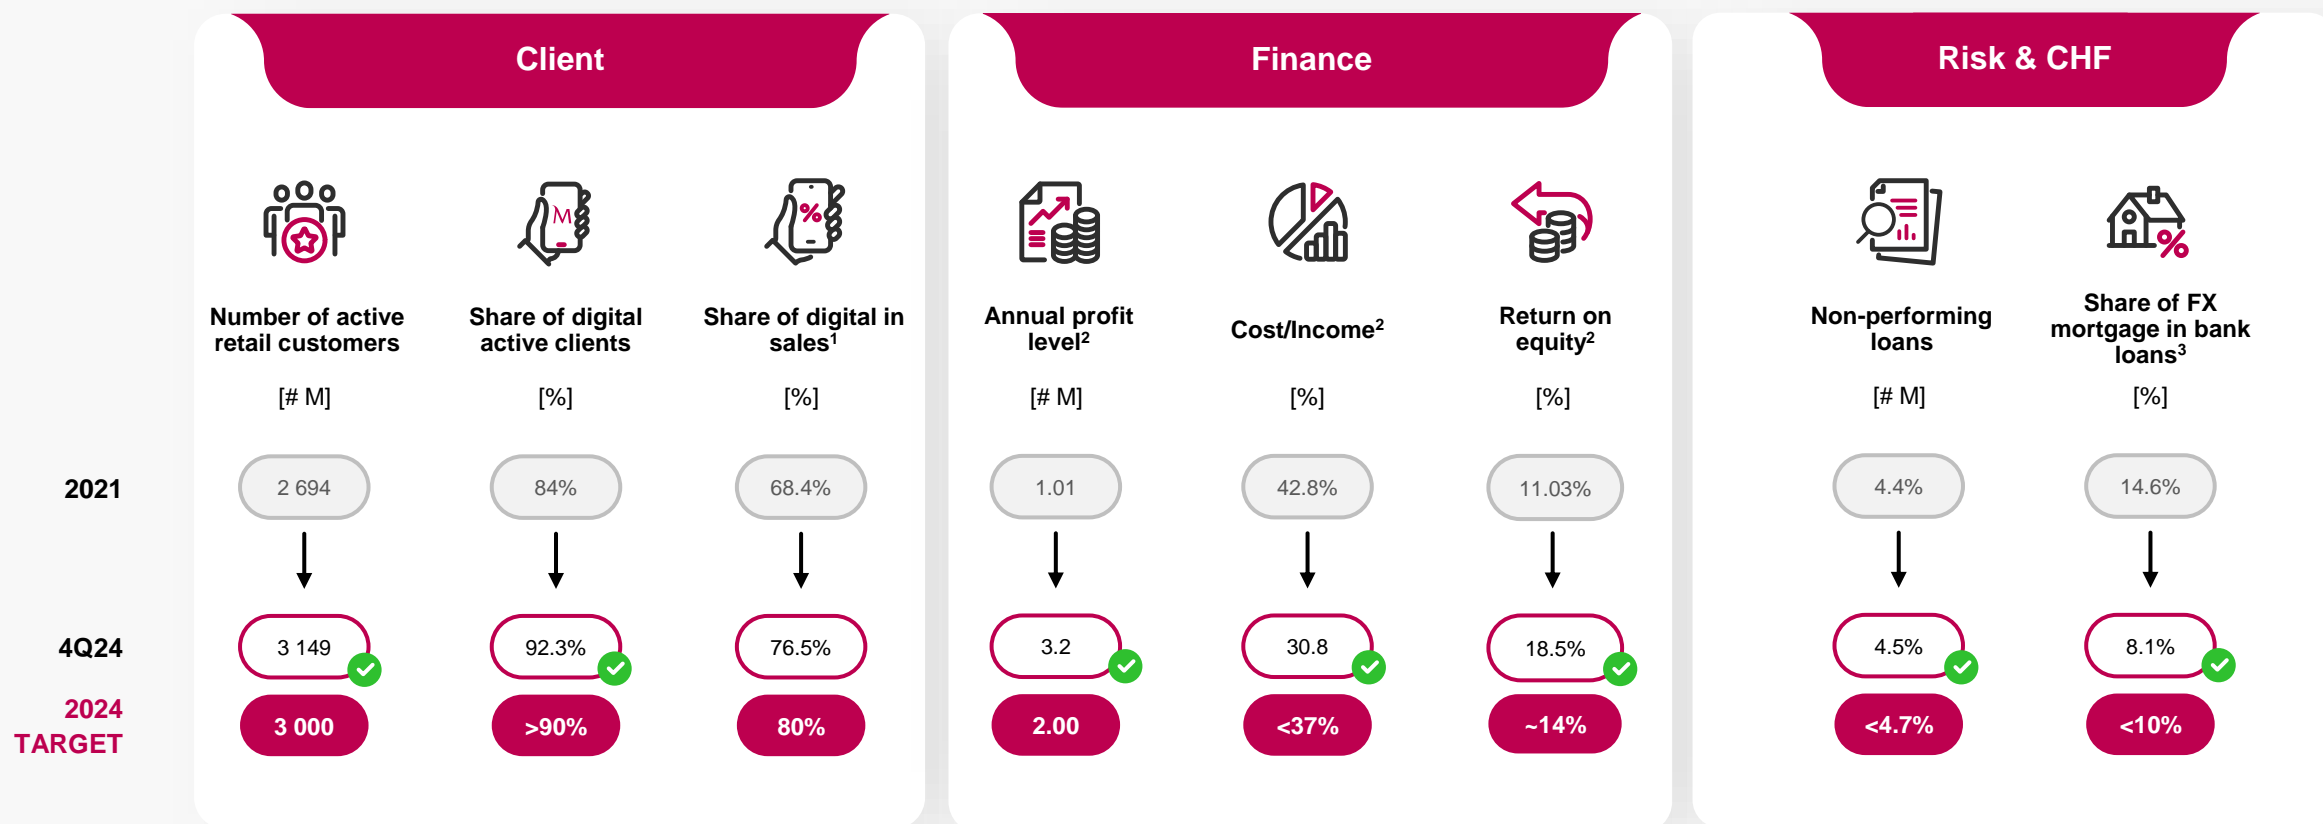 Client
Finance
Risk & CHF
Number of active
retail customers
[# M]
Share of digital
active clients
[%]
Share of digital in
sales¹
[%]
Annual profit
level²
[# M]
Cost/Income²
[%]
Return on
equity²
[%]
Non-performing
loans
[# M]
Share of FX
mortgage in bank
loans³
[%]
2021
2 694
84%
68.4%
1.01
42.8%
11.03%
4.4%
14.6%
4Q24
3 149
92.3%
76.5%
3.2
30.8
18.5%
4.5%
8.1%
2024
TARGET
3 000
>90%
80%
2.00
<37%
~14%
<4.7%
<10%